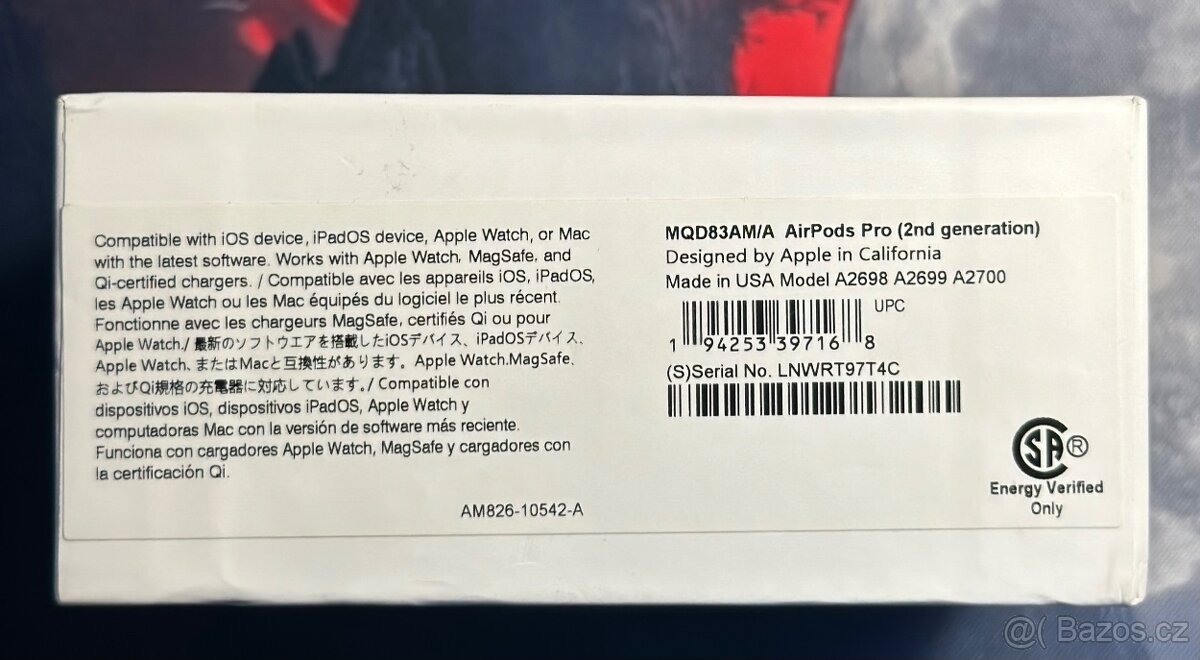 Compatible with iOS device, iPadOS device, Apple Watch, or Mac
with the latest software. Works with Apple Watch, MagSafe, and
Qi-certified chargers. / Compatible avec les appareils iOS, iPadOS,
les Apple Watch ou les Mac équipés du logiciel le plus récent.
Fonctionne avec les chargeurs MagSafe, certifiés Qi ou pour
Apple Watch./ 最新のソフトウエアを搭載したiOSデバイス、iPadOSデバイス、
Apple Watch、またはMacと互換性があります。Apple Watch.MagSafe、
およびQi規格の充電器に対応しています。/ Compatible con
dispositivos iOS, dispositivos iPadOS, Apple Watch y
computadoras Mac con la versión de software más reciente.
Funciona con cargadores Apple Watch, MagSafe y cargadores con
la certificación Qi.
AM826-10542-A
MQD83AM/A AirPods Pro (2nd generation)
Designed by Apple in California
Made in USA Model A2698 A2699 A2700
UPC
1 94253 39716 8
(S)Serial No. LNWRT97T4C
SA®
Energy Verified
Only
@( Bazos.cz